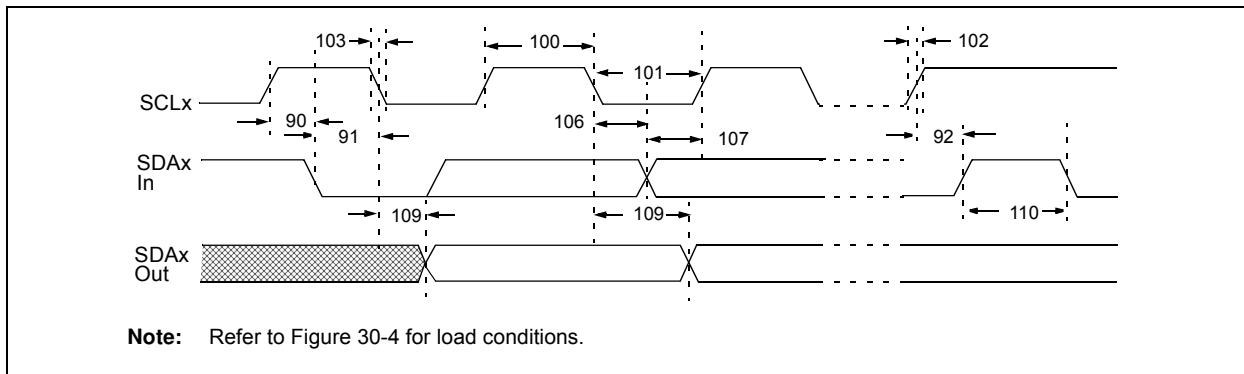 103
100
102
101
SCLx
90
91
106
107
92
SDAx
In
109
109
110
SDAx
Out
Note: Refer to Figure 30-4 for load conditions.